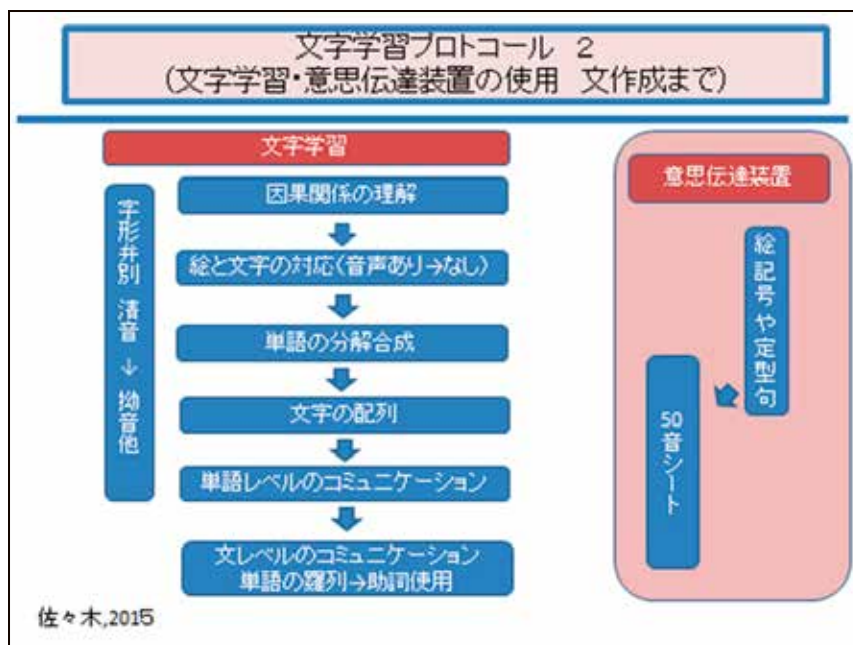 文字学習プロトコール 2
(文字学習・意思伝達装置の使用 文作成まで)
文字学習
字形弁別 清音 ↓ 拗音他
因果関係の理解
絵と文字の対応(音声あり→なし)
単語の分解合成
文字の配列
単語レベルのコミュニケーション
文レベルのコミュニケーション
単語の羅列→助詞使用
意思伝達装置
絵記号や定型句
50音シート
佐々木,2015